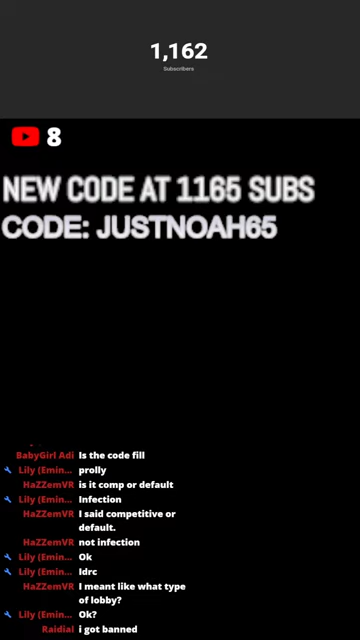 1,162
Subscribers
8
NEW CODE AT 1165 SUBS
CODE: JUSTNOAH65
BabyGirl Adi Is the code fill
Lily (Emin... prolly
HaZZemVR is it comp or default
Lily (Emin... Infection
HaZZemVR I said competitive or
default.
HaZZemVR not infection
Lily (Emin... Ok
Lily (Emin... Idrc
HaZZemVR I meant like what type
of lobby?
Lily (Emin... Ok?
Raidial i got banned